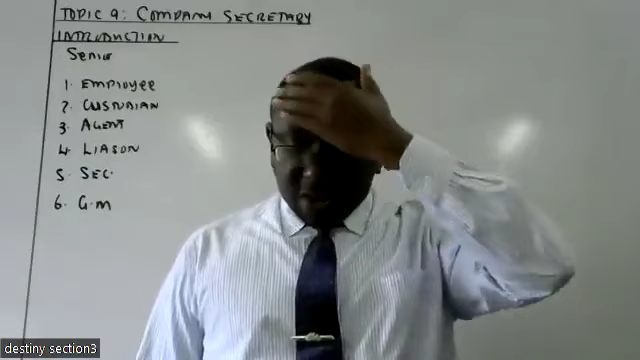 TOPIC 9: COMPANY SECRETARY
INTRODUCTION
Senior
1. EMPLOYEE
2. CUSTODIAN
3. AGENT
4. LIASON
5. SEC.
6. G.M
destiny section3